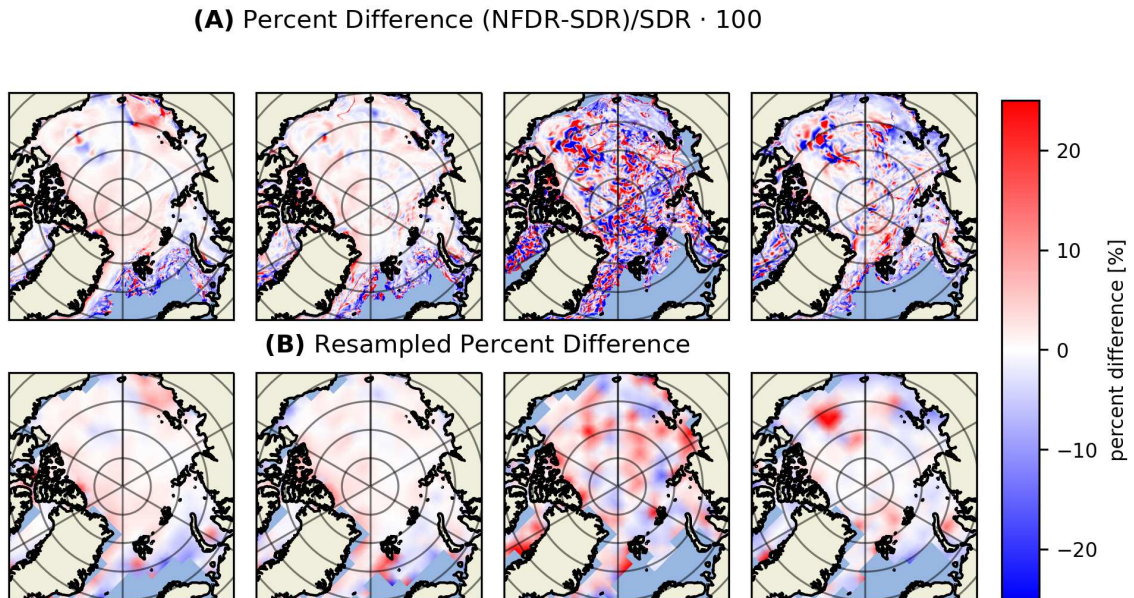 (A) Percent Difference (NFDR-SDR)/SDR · 100
(B) Resampled Percent Difference
20
10
0
−10
−20
percent difference [%]